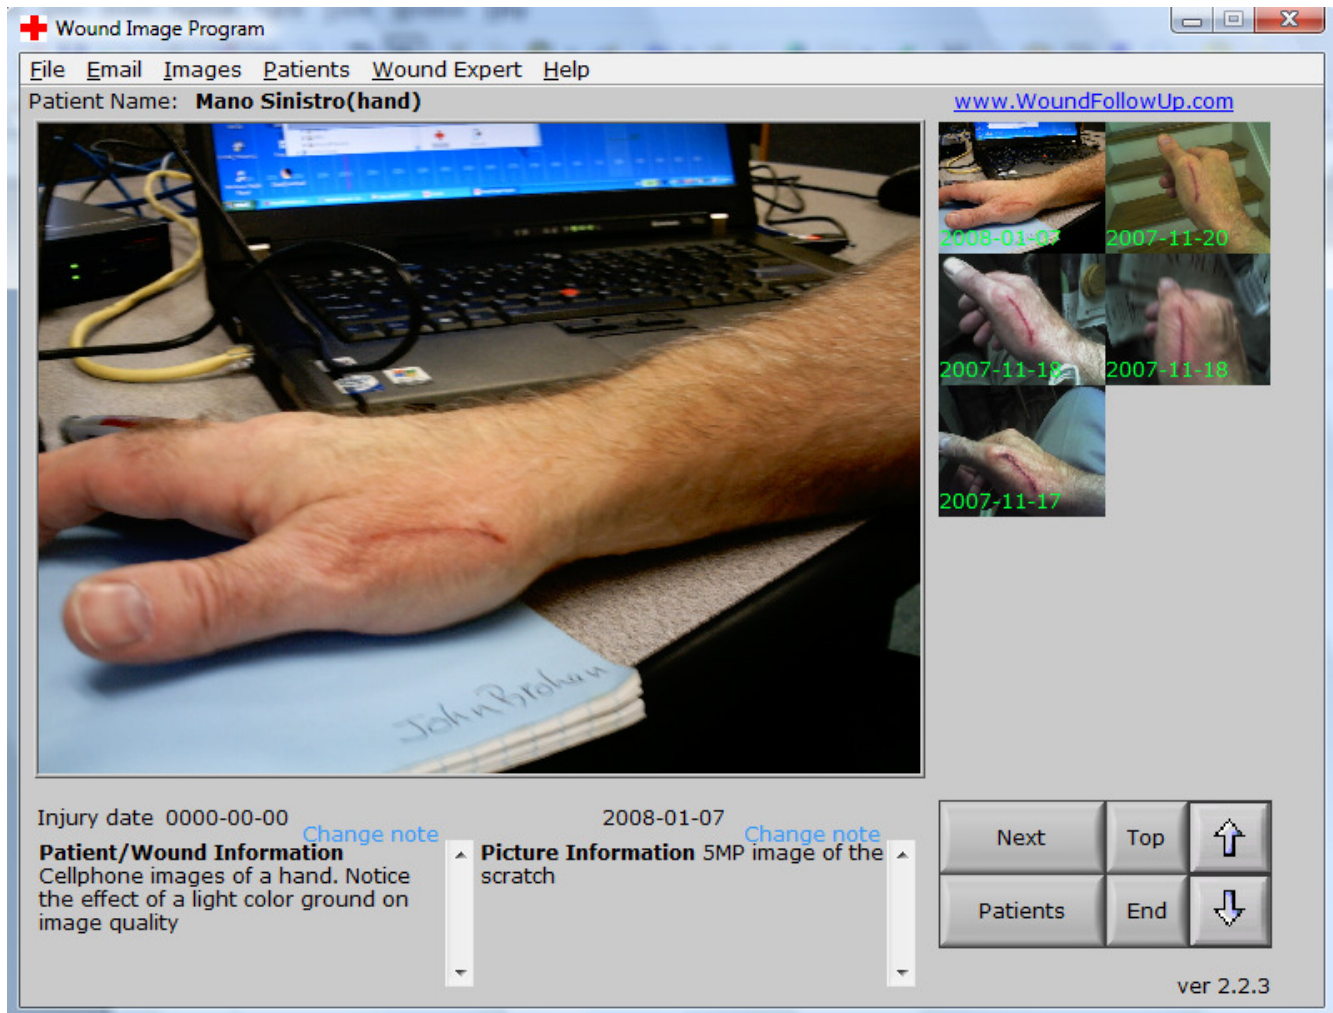 Wound Image Program
File Email Images Patients Wound Expert Help
Patient Name: Mano Sinistro(hand)
www.WoundFollowUp.com
2008-01-07
2007-11-20
2007-11-18
2007-11-18
2007-11-17
John Brohan
Injury date 0000-00-00
Change note
Patient/Wound Information
Cellphone images of a hand. Notice
the effect of a light color ground on
image quality
2008-01-07
Change note
Picture Information 5MP image of the
scratch
Next
Top
Patients
End
ver 2.2.3